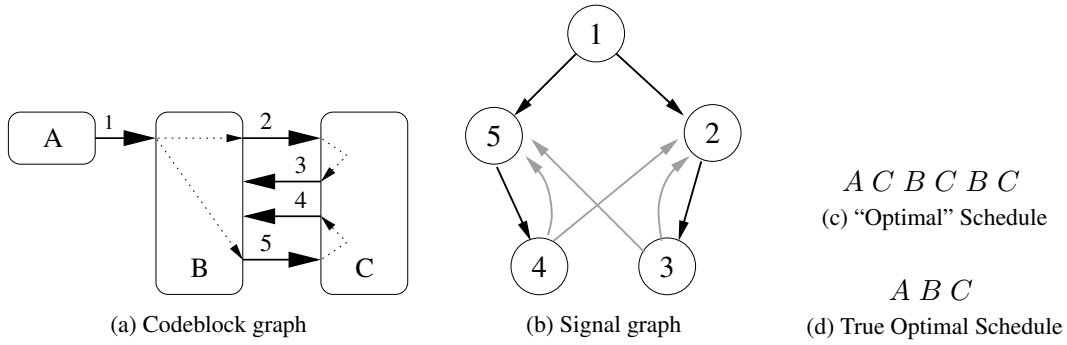 A
1
B
2
3
4
5
C
(a) Codeblock graph
1
5
2
4
3
(b) Signal graph
A C B C B C
(c) “Optimal” Schedule
A B C
(d) True Optimal Schedule